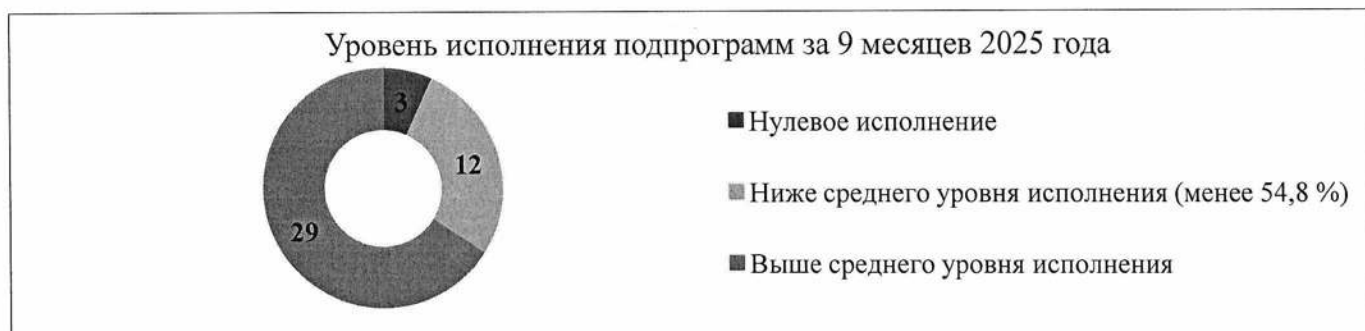 Уровень исполнения подпрограмм за 9 месяцев 2025 года
3
12
29
Нулевое исполнение
Ниже среднего уровня исполнения (менее 54,8 %)
Выше среднего уровня исполнения